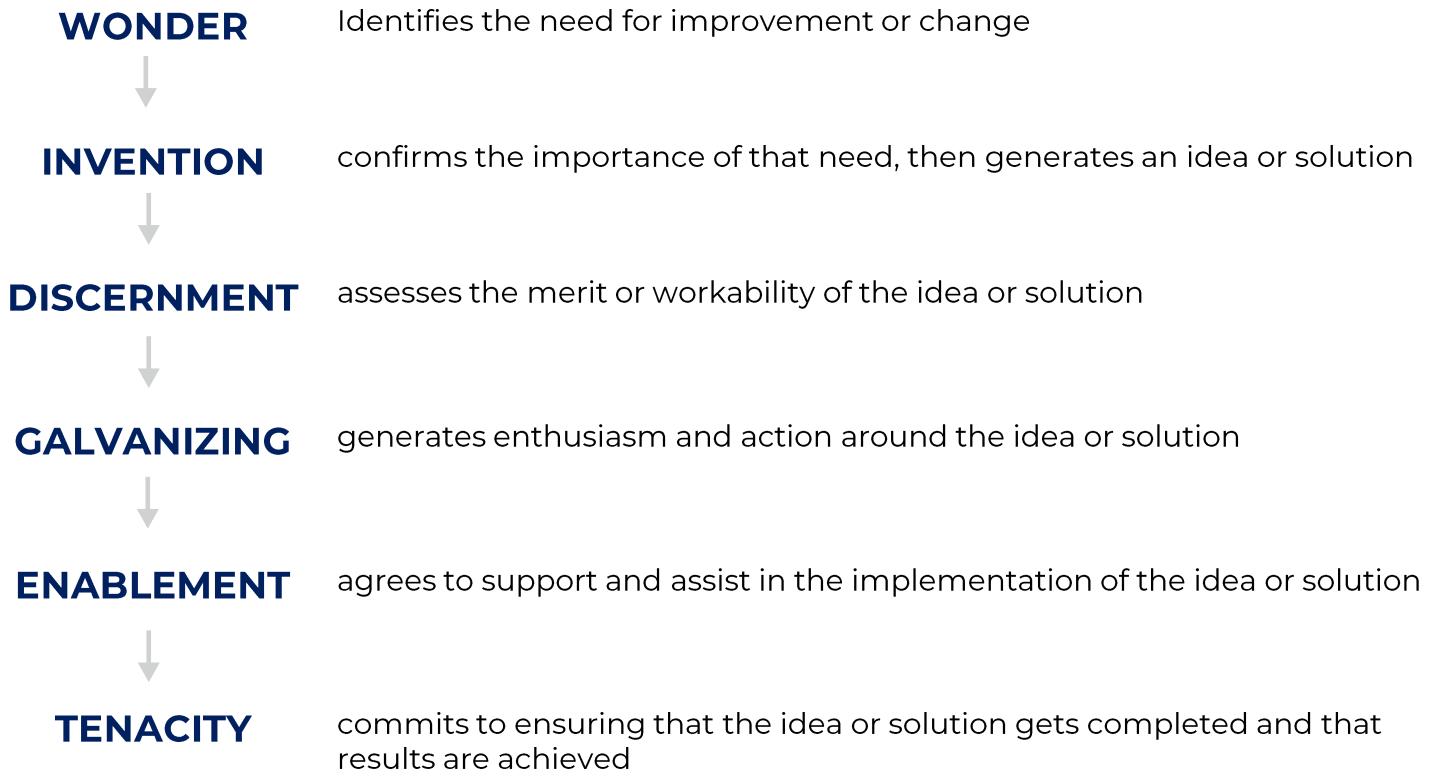 WONDER Identifies the need for improvement or change
INVENTION confirms the importance of that need, then generates an idea or solution
DISCERNMENT assesses the merit or workability of the idea or solution
GALVANIZING generates enthusiasm and action around the idea or solution
ENABLEMENT agrees to support and assist in the implementation of the idea or solution
TENACITY commits to ensuring that the idea or solution gets completed and that
results are achieved